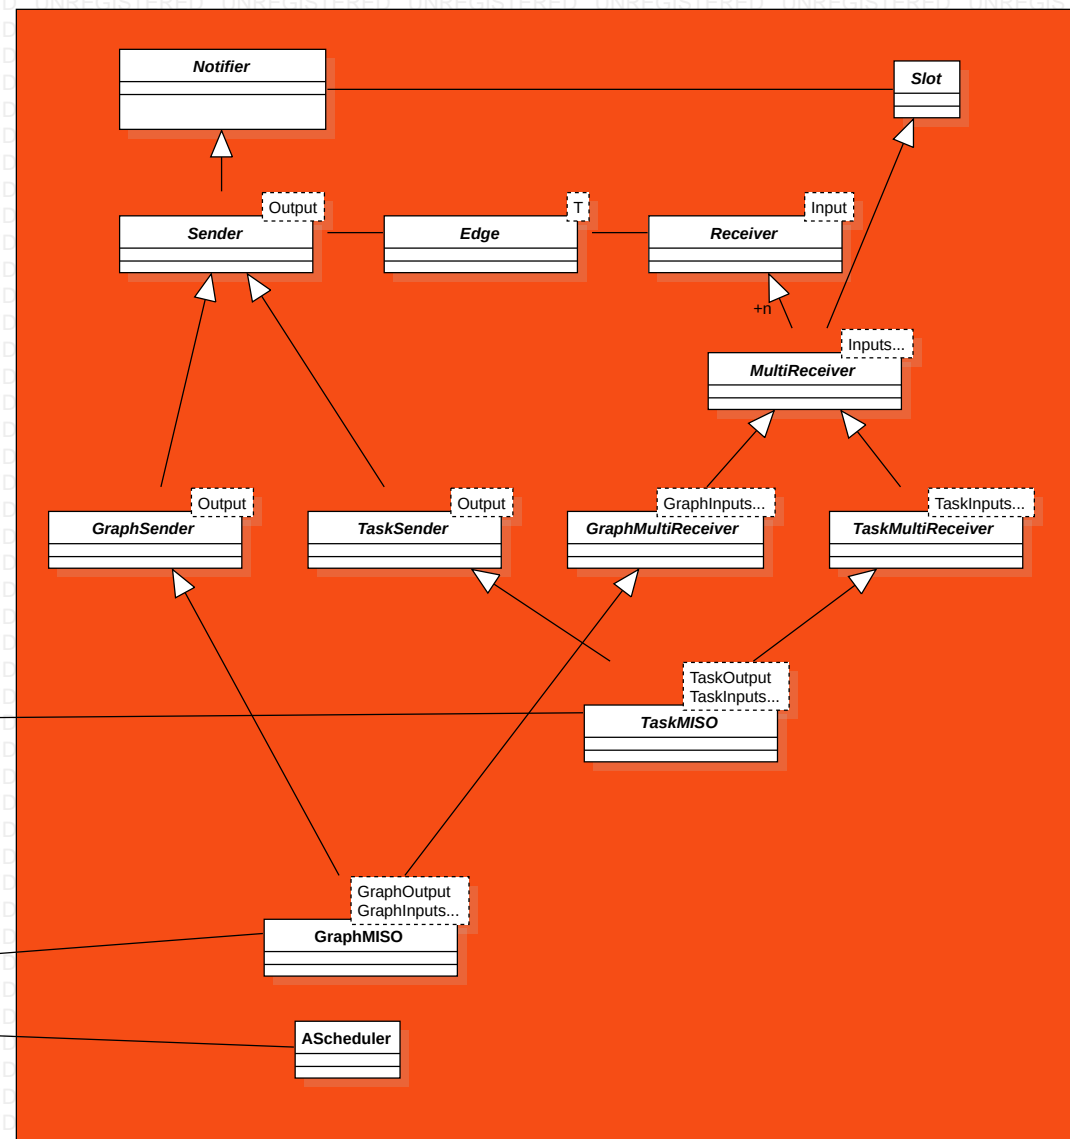 D UNREGISTERED UNREGISTERED UNREGISTERED UNREGISTERED UNREGISTERED UNREGIS
Notifier
Slot
Output
Sender
T
Edge
Input
Receiver
+n
Inputs...
MultiReceiver
Output
GraphSender
Output
TaskSender
GraphInputs...
GraphMultiReceiver
TaskInputs...
TaskMultiReceiver
TaskOutput
TaskInputs...
TaskMISO
GraphOutput
GraphInputs...
GraphMISO
AScheduler